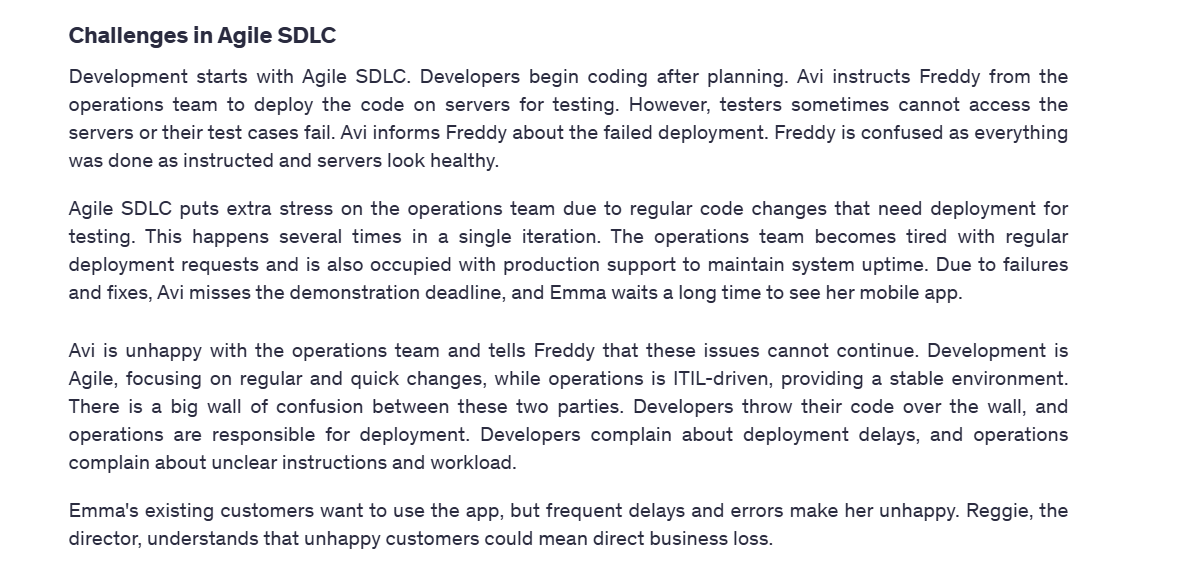 Challenges in Agile SDLC
Development starts with Agile SDLC. Developers begin coding after planning. Avi instructs Freddy from the
operations team to deploy the code on servers for testing. However, testers sometimes cannot access the
servers or their test cases fail. Avi informs Freddy about the failed deployment. Freddy is confused as everything
was done as instructed and servers look healthy.
Agile SDLC puts extra stress on the operations team due to regular code changes that need deployment for
testing. This happens several times in a single iteration. The operations team becomes tired with regular
deployment requests and is also occupied with production support to maintain system uptime. Due to failures
and fixes, Avi misses the demonstration deadline, and Emma waits a long time to see her mobile app.
Avi is unhappy with the operations team and tells Freddy that these issues cannot continue. Development is
Agile, focusing on regular and quick changes, while operations is ITIL-driven, providing a stable environment.
There is a big wall of confusion between these two parties. Developers throw their code over the wall, and
operations are responsible for deployment. Developers complain about deployment delays, and operations
complain about unclear instructions and workload.
Emma's existing customers want to use the app, but frequent delays and errors make her unhappy. Reggie, the
director, understands that unhappy customers could mean direct business loss.